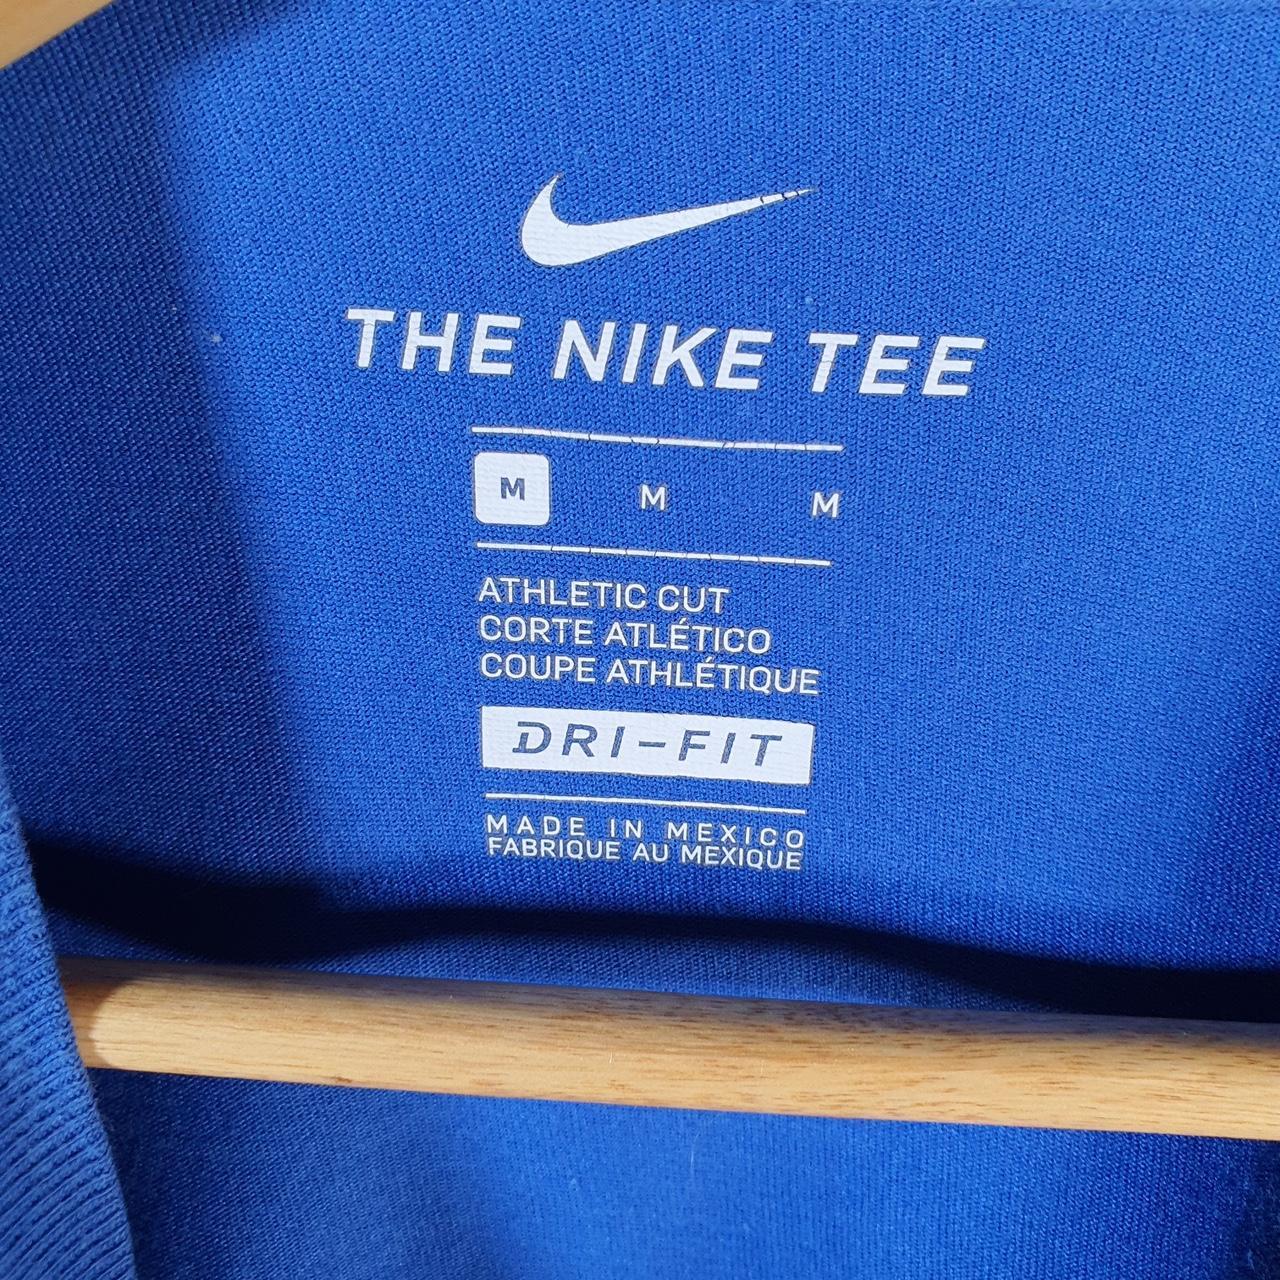 THE NIKE TEE
M M M
ATHLETIC CUT
CORTE ATLÉTICO
COUPE ATHLÉTIQUE
DRI-FIT
MADE IN MEXICO
FABRIQUE AU MEXIQUE